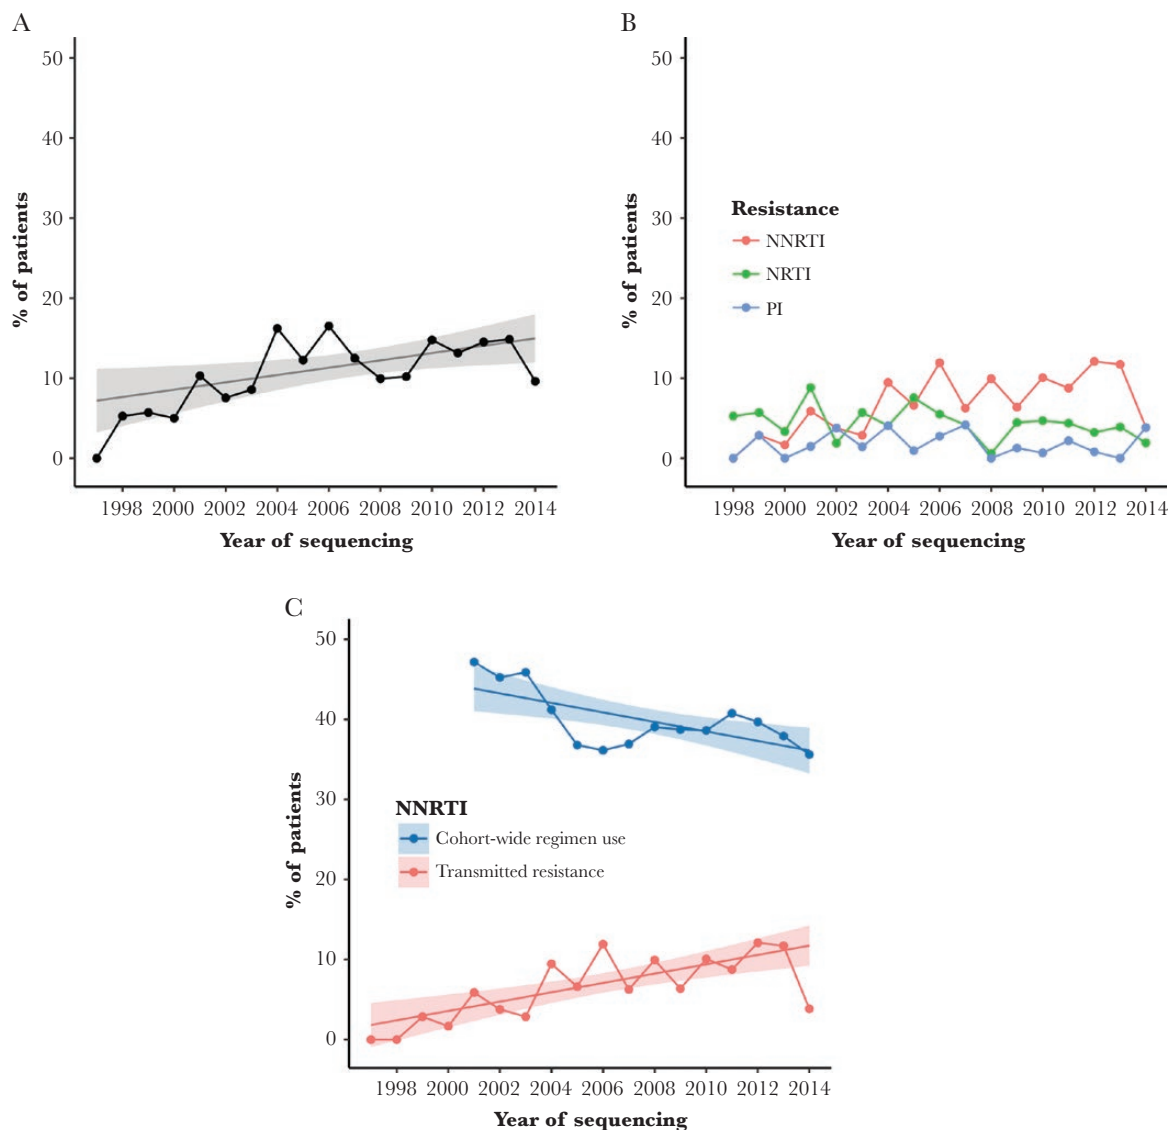 A
50
40
30
20
10
0
% of patients
1998 2000 2002 2004 2006 2008 2010 2012 2014
Year of sequencing
B
50
40
30
20
10
0
% of patients
Resistance
NNRTI
NRTI
PI
1998 2000 2002 2004 2006 2008 2010 2012 2014
Year of sequencing
C
50
40
30
20
10
0
% of patients
NNRTI
Cohort-wide regimen use
Transmitted resistance
1998 2000 2002 2004 2006 2008 2010 2012 2014
Year of sequencing